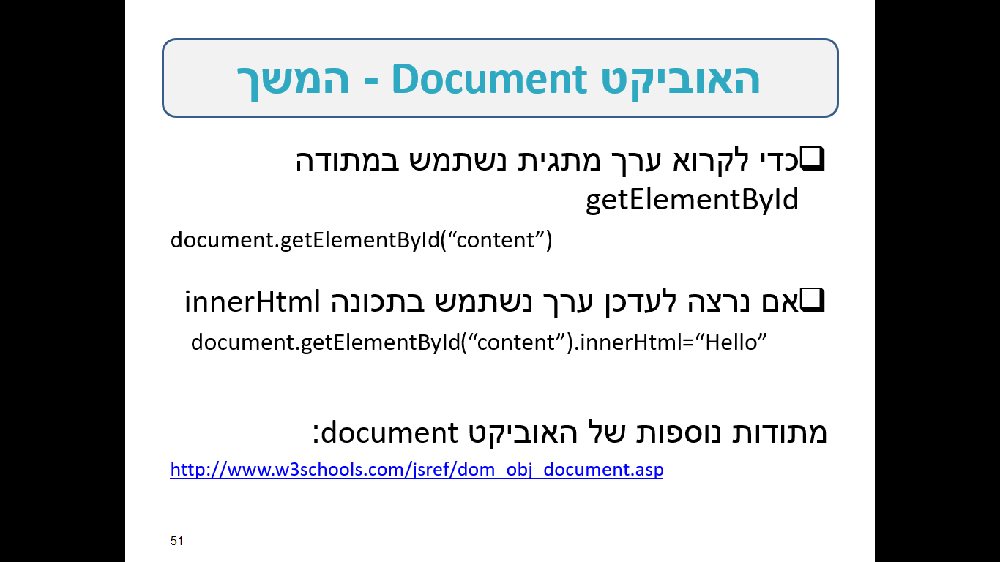 האוביקט Document - המשך
כדי לקרוא ערך מתגית נשתמש במתודה
getElementById
document.getElementById(“content”)
אם נרצה לעדכן ערך נשתמש בתכונה innerHtml
document.getElementById(“content”).innerHtml=“Hello”
מתודות נוספות של האוביקט document:
http://www.w3schools.com/jsref/dom_obj_document.asp
51